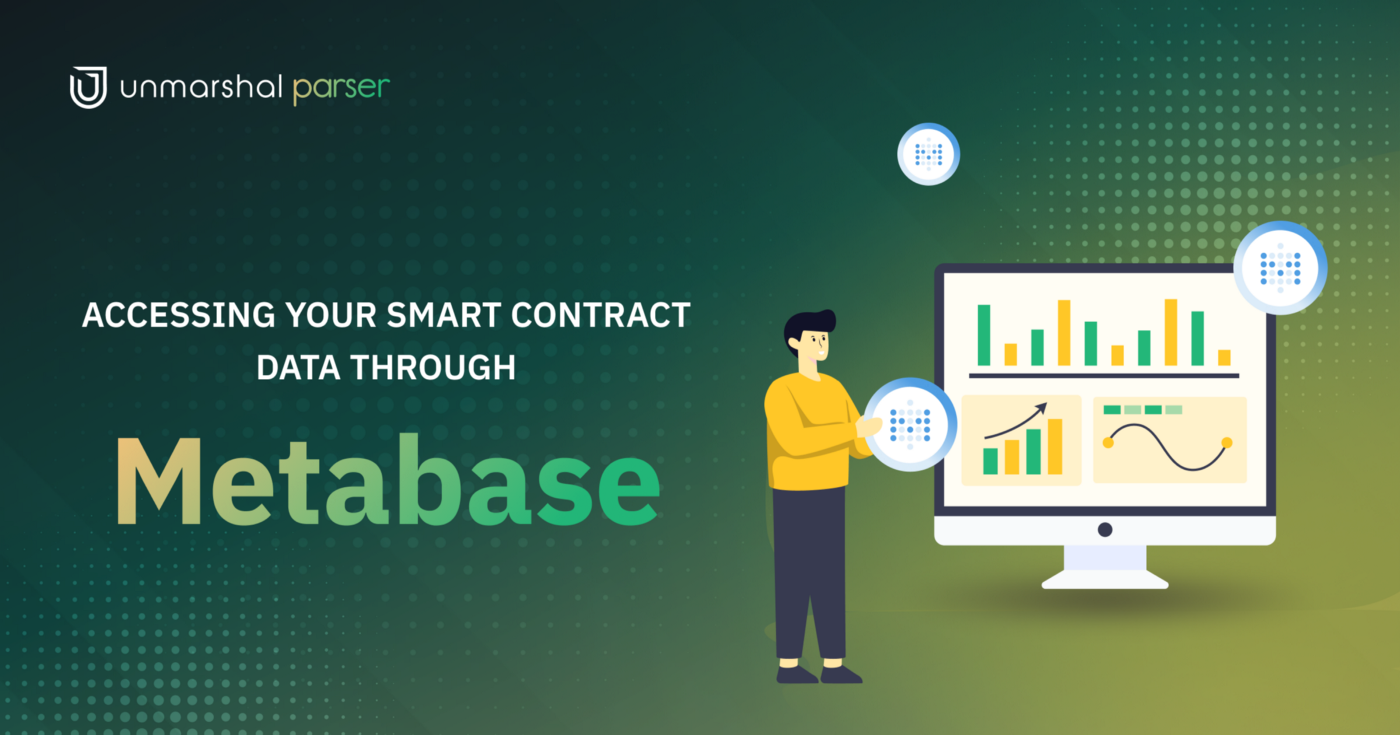 unmarshal parser
ACCESSING YOUR SMART CONTRACT
DATA THROUGH
Metabase